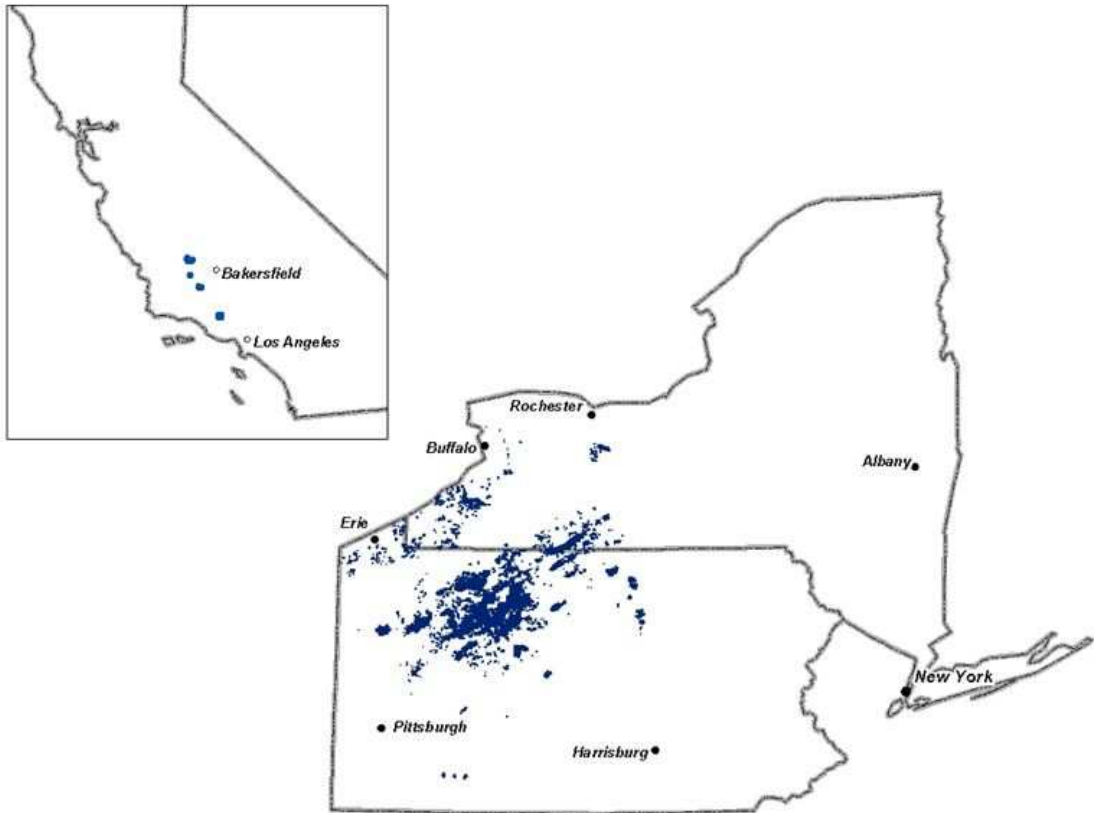 Bakersfield
Los Angeles
Rochester
Buffalo
Albany
Erie
New York
Pittsburgh
Harrisburg